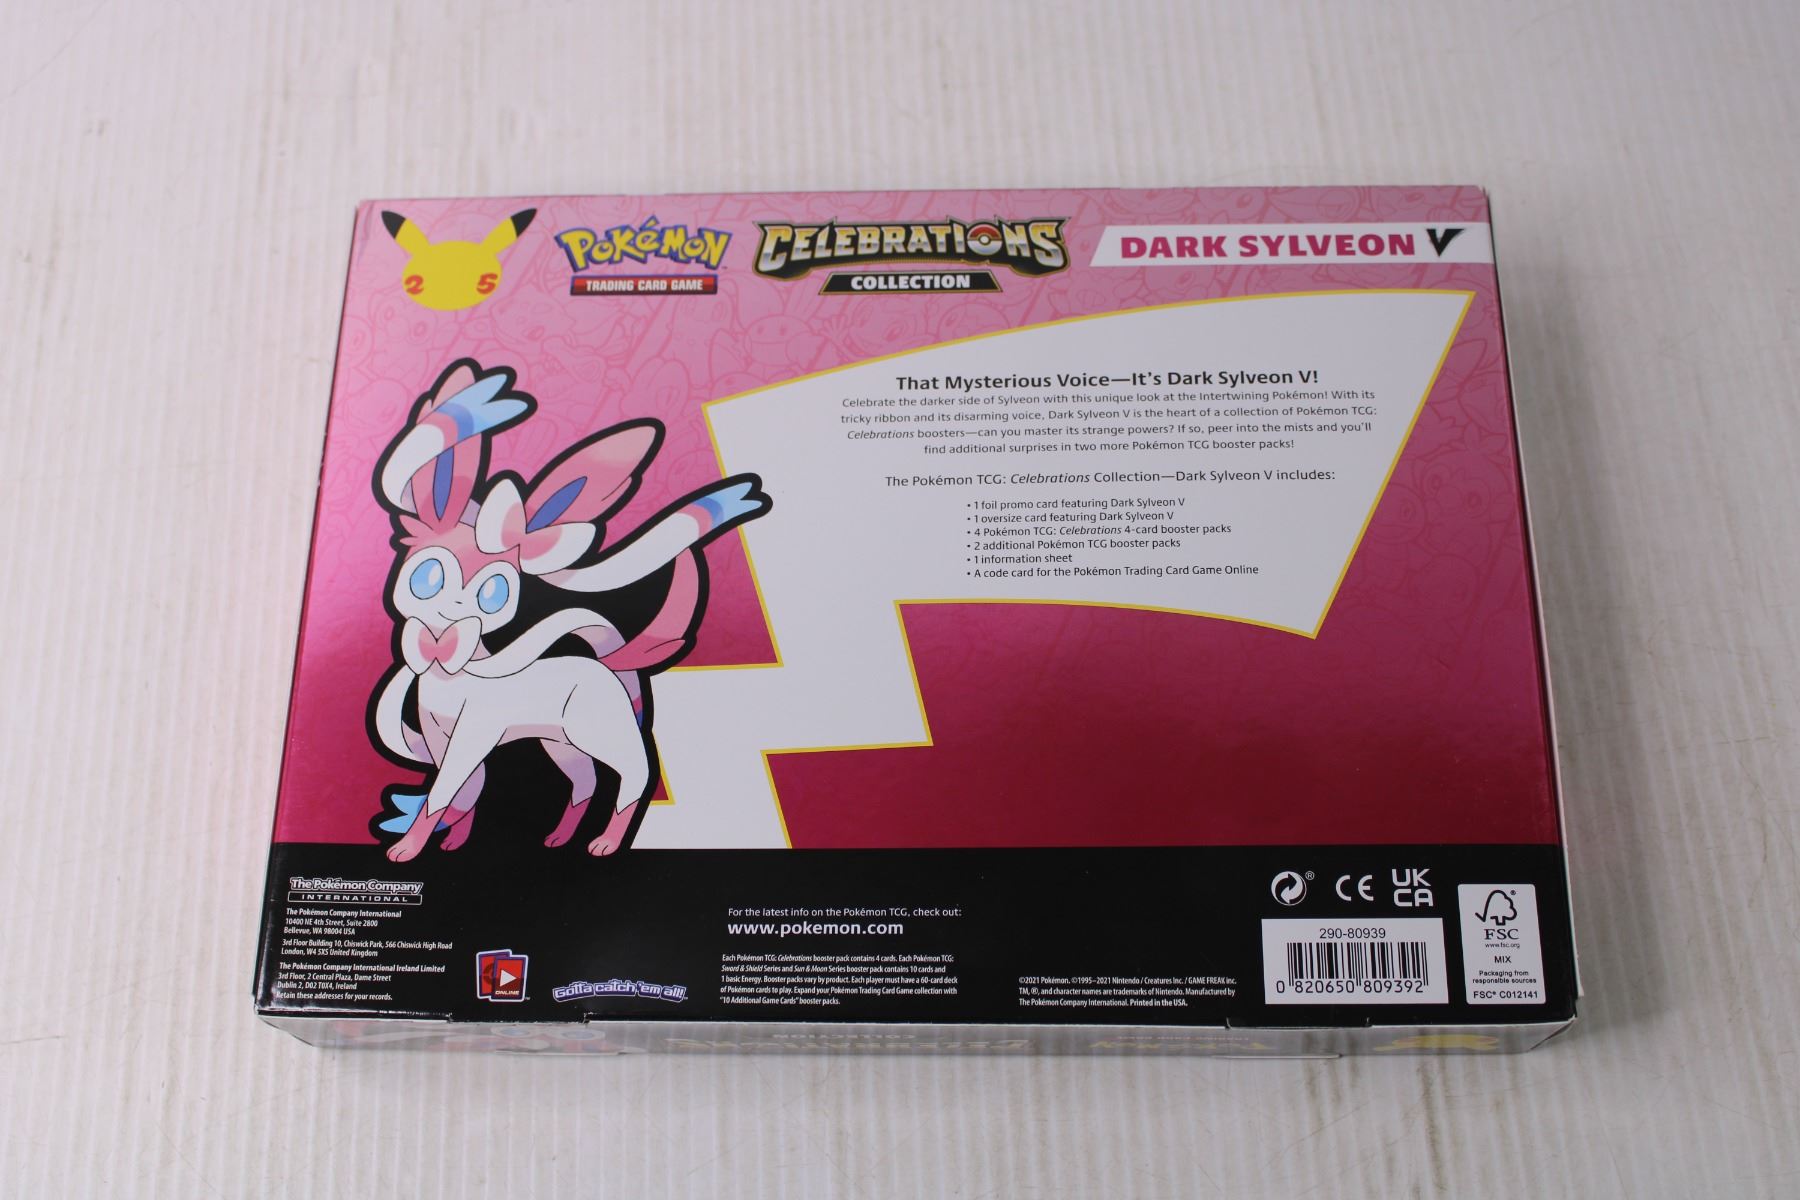 25
POKéMON
TRADING CARD GAME
CELEBRATIONS
COLLECTION
DARK SYLVEON V
That Mysterious Voice—It's Dark Sylveon V!
Celebrate the darker side of Sylveon with this unique look at the Intertwining Pokémon! With its
tricky ribbon and its disarming voice, Dark Sylveon V is the heart of a collection of Pokémon TCG:
Celebrations boosters—can you master its strange powers? If so, peer into the mists and you'll
find additional surprises in two more Pokémon TCG booster packs!
The Pokémon TCG: Celebrations Collection—Dark Sylveon V includes:
• 1 foil promo card featuring Dark Sylveon V
• 1 oversize card featuring Dark Sylveon V
• 4 Pokémon TCG: Celebrations 4-card booster packs
• 2 additional Pokémon TCG booster packs
• 1 information sheet
• A code card for the Pokémon Trading Card Game Online
The Pokémon Company
INTERNATIONAL
The Pokémon Company International
10400 NE 4th Street, Suite 2800
Bellevue, WA 98004 USA
3rd Floor Building 10, Chiswick Park, 566 Chiswick High Road
London, W4 5XS United Kingdom
The Pokémon Company International Ireland Limited
3rd Floor, 2 Central Plaza, Dame Street
Dublin 2, D02 T0X4, Ireland
Retain these addresses for your records.
ONLINE
Gotta catch 'em all!
For the latest info on the Pokémon TCG, check out:
www.pokemon.com
Each Pokémon TCG: Celebrations booster pack contains 4 cards. Each Pokémon TCG:
Sword & Shield Series and Sun & Moon Series booster pack contains 10 cards and
1 basic Energy. Booster packs vary by product. Each player must have a 60-card deck
of Pokémon cards to play. Expand your Pokémon Trading Card Game collection with
"10 Additional Game Cards" booster packs.
©2021 Pokémon. ©1995–2021 Nintendo / Creatures Inc. / GAME FREAK inc.
TM, ®, and character names are trademarks of Nintendo. Manufactured by
The Pokémon Company International. Printed in the USA.
CE
UK
CA
290-80939
0 820650 809392
FSC
www.fsc.org
MIX
Packaging from
responsible sources
FSC® C012141